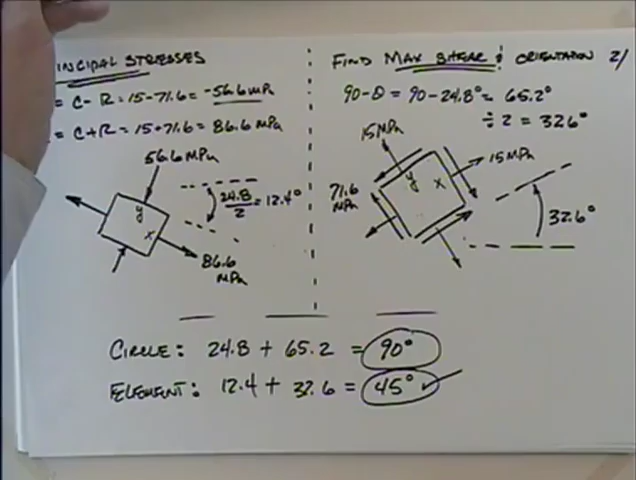 INCIPAL STRESSES
= C-R = 15-71.6 = -56.6 MPa
= C+R = 15+71.6 = 86.6 MPa
56.6 MPa
24.8/2 = 12.4°
y
x
86.6 MPa
FIND MAX SHEAR & ORIENTATION 2/
90-θ = 90-24.8° = 65.2°
÷ 2 = 32.6°
15 MPa
15 MPa
y x
71.6 MPa
32.6°
CIRCLE: 24.8 + 65.2 = 90°
ELEMENT: 12.4 + 32.6 = 45°